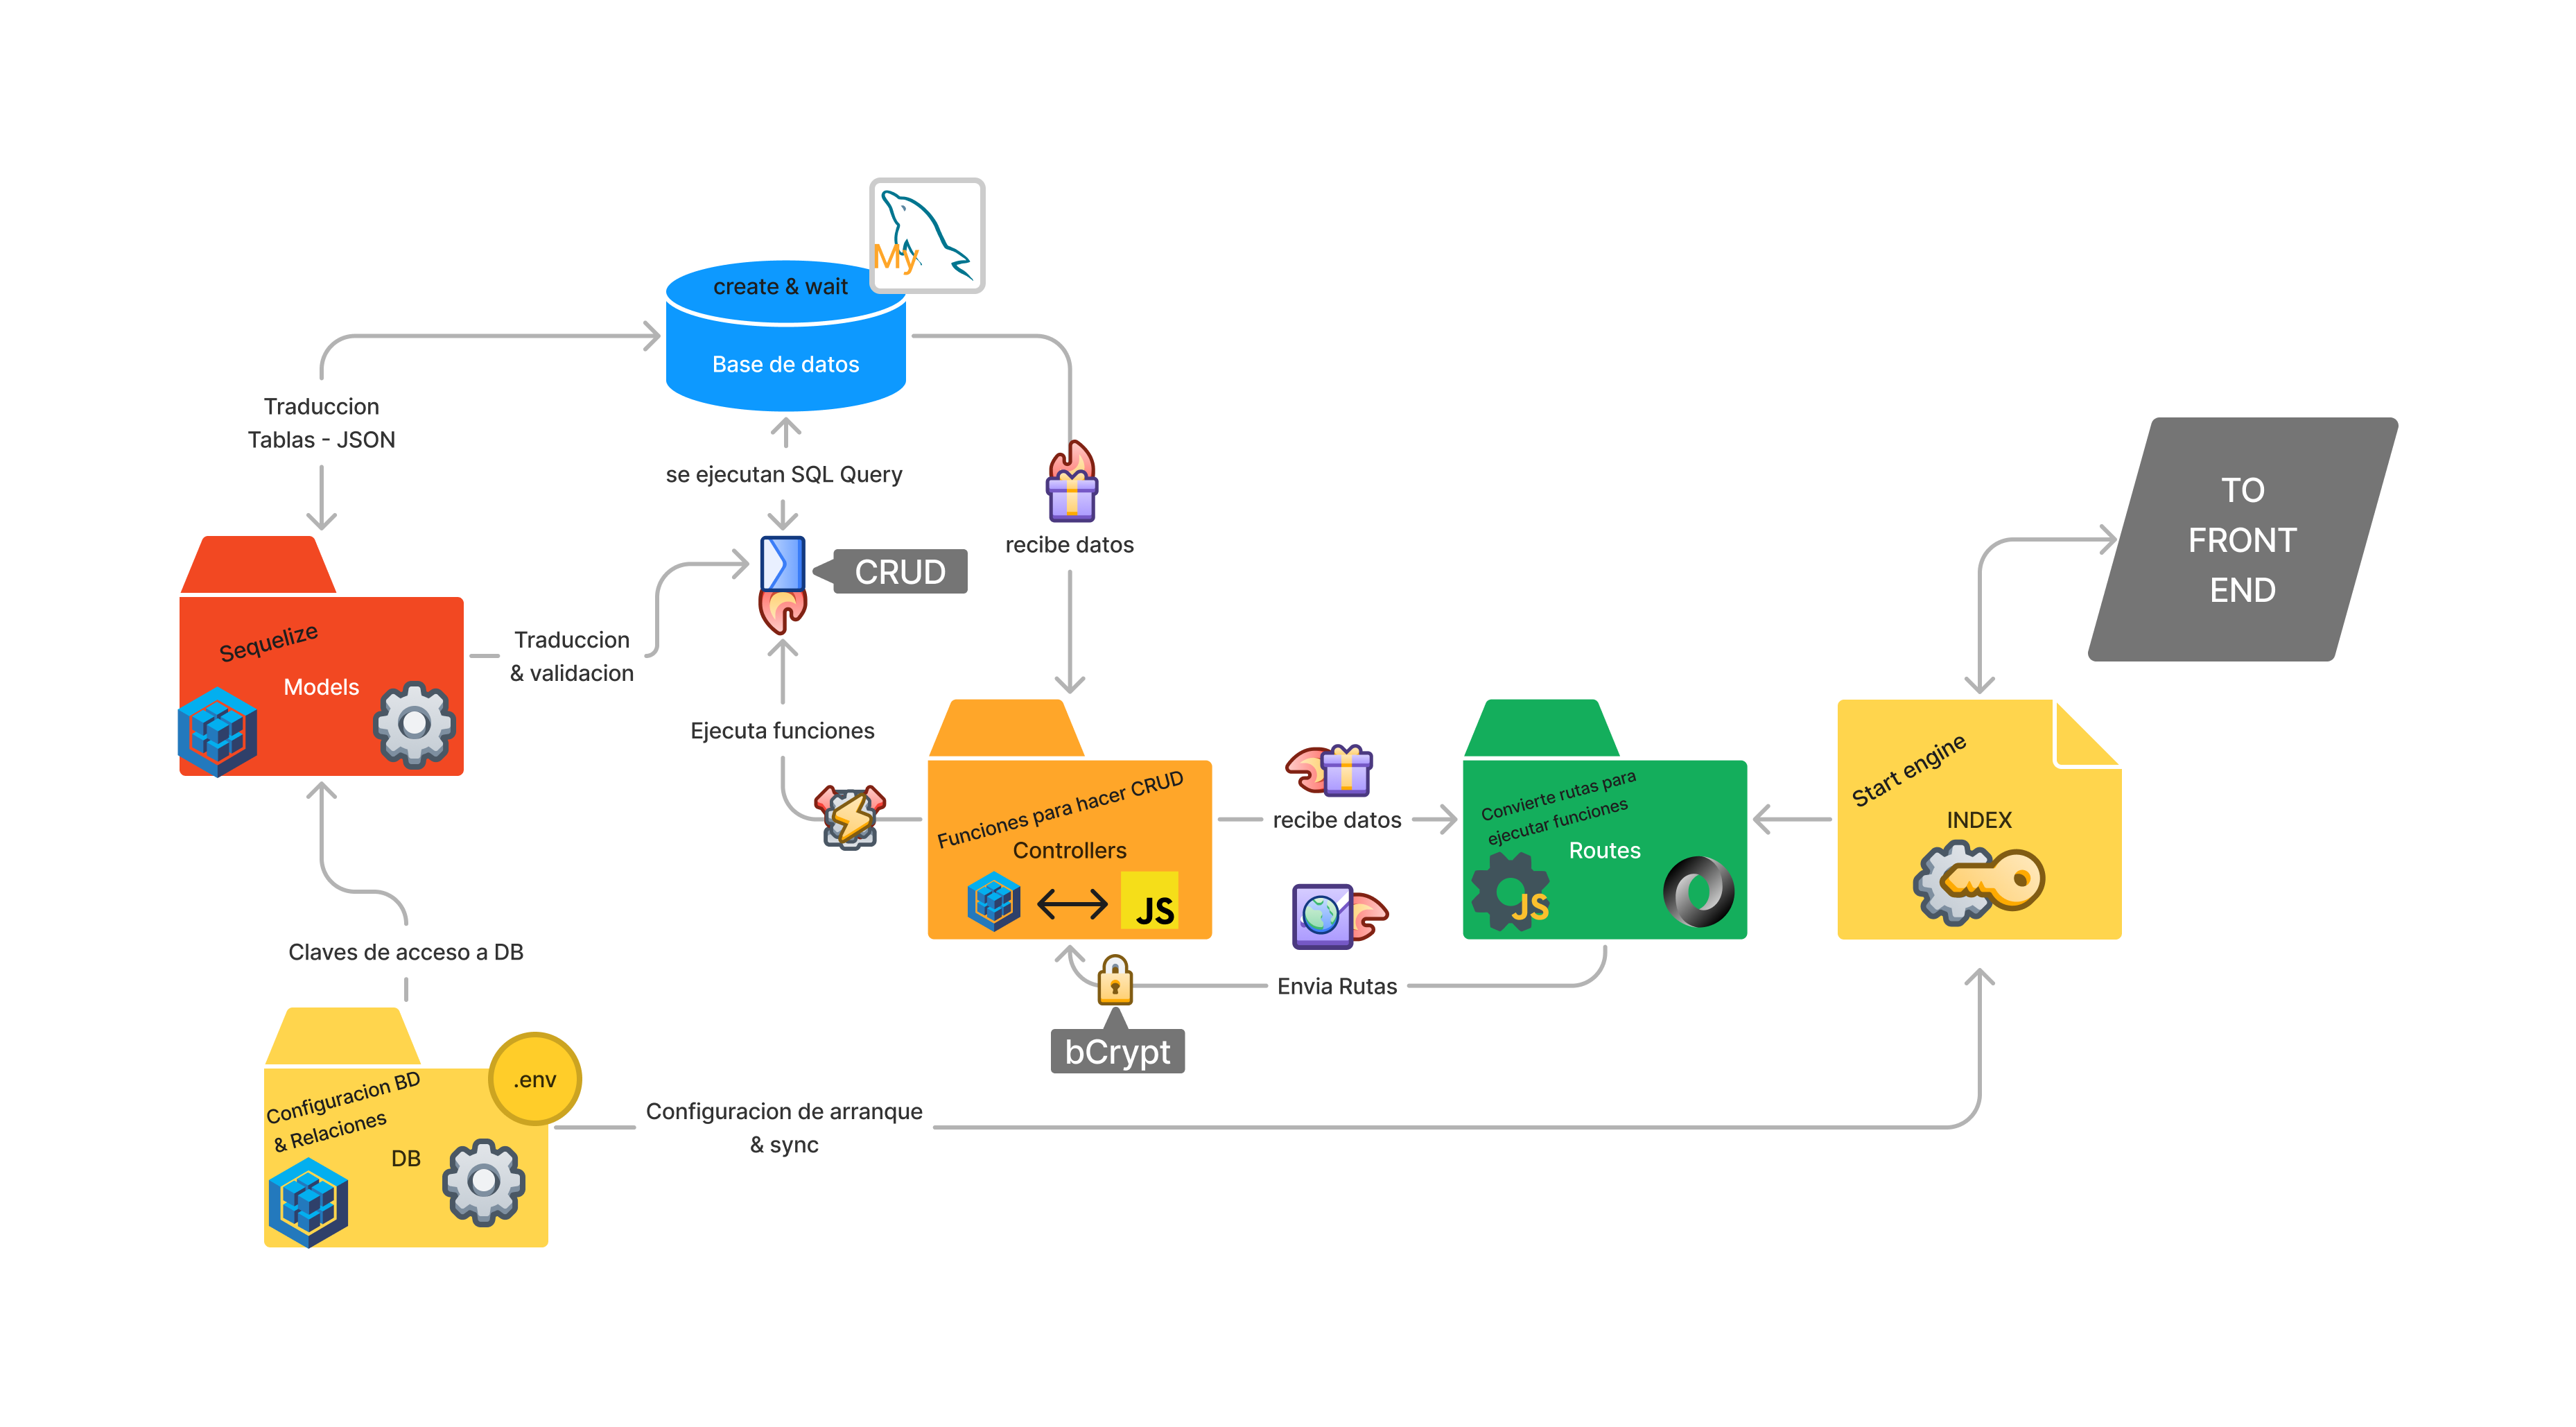 My
create & wait
Base de datos
Traduccion
Tablas - JSON
se ejecutan SQL Query
recibe datos
CRUD
TO
FRONT
END
Sequelize
Models
Traduccion
& validacion
Ejecuta funciones
Funciones para hacer CRUD
Controllers
JS
recibe datos
Convierte rutas para
ejecutar funciones
Routes
JS
Start engine
INDEX
Envia Rutas
bCrypt
Claves de acceso a DB
.env
Configuracion BD
& Relaciones
DB
Configuracion de arranque
& sync